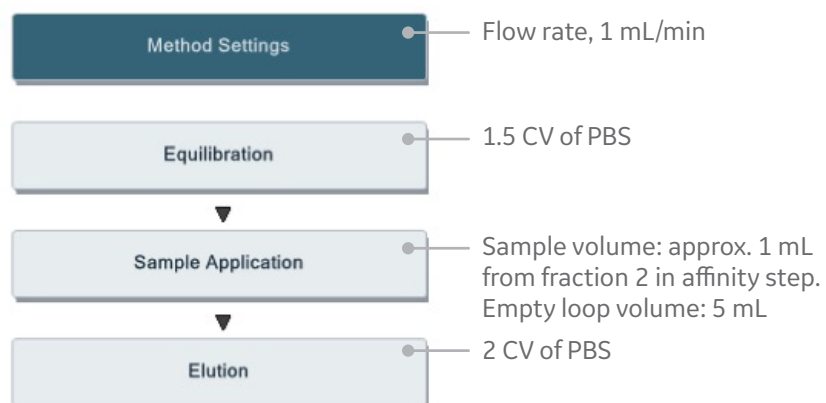 Method Settings
Flow rate, 1 mL/min
Equilibration
1.5 CV of PBS
Sample Application
Sample volume: approx. 1 mL
from fraction 2 in affinity step.
Empty loop volume: 5 mL
Elution
2 CV of PBS